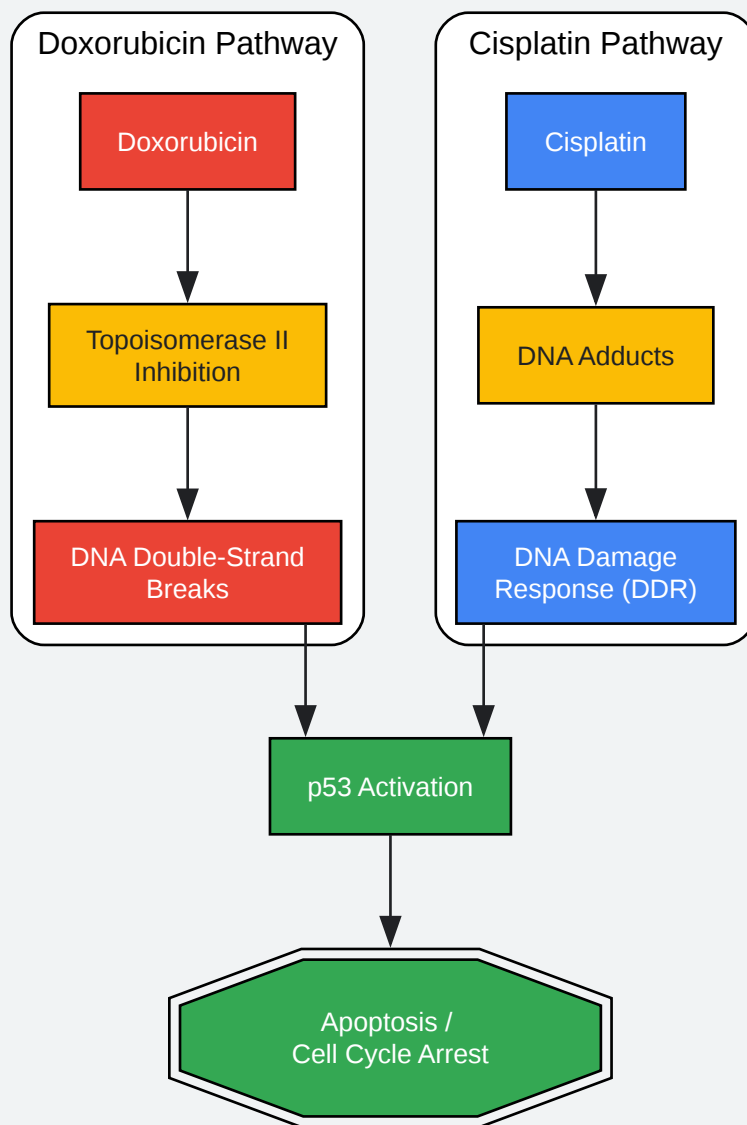 Doxorubicin Pathway
Doxorubicin
Topoisomerase II
Inhibition
DNA Double-Strand
Breaks
Cisplatin Pathway
Cisplatin
DNA Adducts
DNA Damage
Response (DDR)
p53 Activation
Apoptosis /
Cell Cycle Arrest